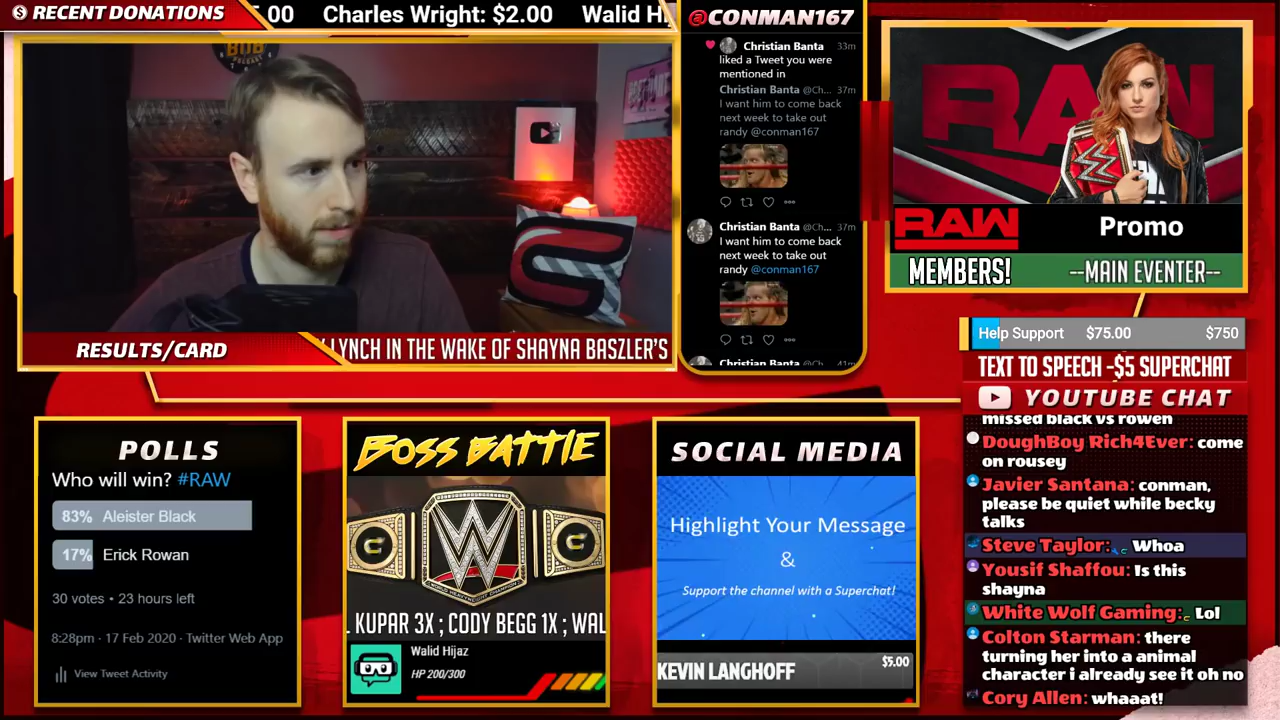 RECENT DONATIONS
.00 Charles Wright: $2.00 Walid H
@CONMAN167
Christian Banta 33m
liked a Tweet you were
mentioned in
Christian Banta @Ch... 37m
I want him to come back
next week to take out
randy @conman167
Christian Banta @Ch... 37m
I want him to come back
next week to take out
randy @conman167
Christian Banta @Ch... 41m
RAW
RAW Promo
MEMBERS! --MAIN EVENTER--
RESULTS/CARD
LYNCH IN THE WAKE OF SHAYNA BASZLER'S
Help Support $75.00 $750
TEXT TO SPEECH -$5 SUPERCHAT
YOUTUBE CHAT
missed black vs rowen
DoughBoy Rich4Ever: come
on rousey
Javier Santana: conman,
please be quiet while becky
talks
Steve Taylor: Whoa
Yousif Shaffou: Is this
shayna
White Wolf Gaming: Lol
Colton Starman: there
turning her into a animal
character i already see it oh no
Cory Allen: whaaat!
POLLS
Who will win? #RAW
83% Aleister Black
17% Erick Rowan
30 votes • 23 hours left
8:28pm · 17 Feb 2020 · Twitter Web App
View Tweet Activity
BOSS BATTLE
. KUPAR 3X ; CODY BEGG 1X ; WAL
Walid Hijaz
HP 200/300
SOCIAL MEDIA
Highlight Your Message
&
Support the channel with a Superchat!
KEVIN LANGHOFF $5.00